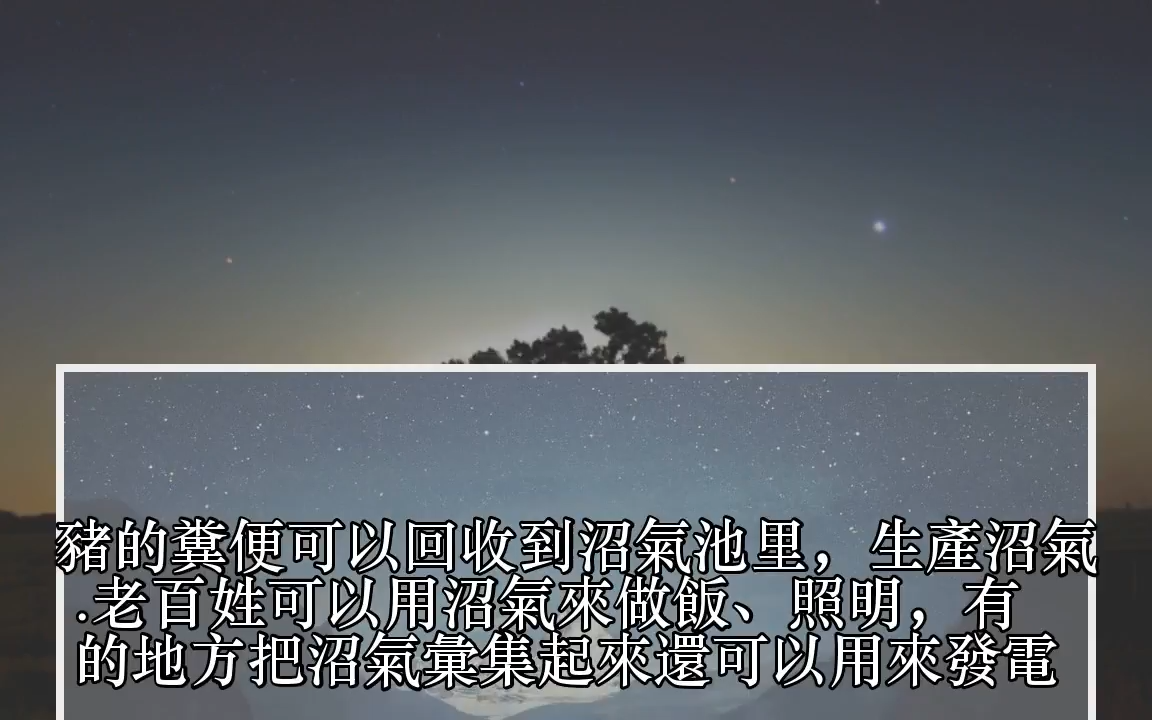 豬的糞便可以回收到沼氣池里，生產沼氣
.老百姓可以用沼氣來做飯、照明，有
的地方把沼氣彙集起來還可以用來發電